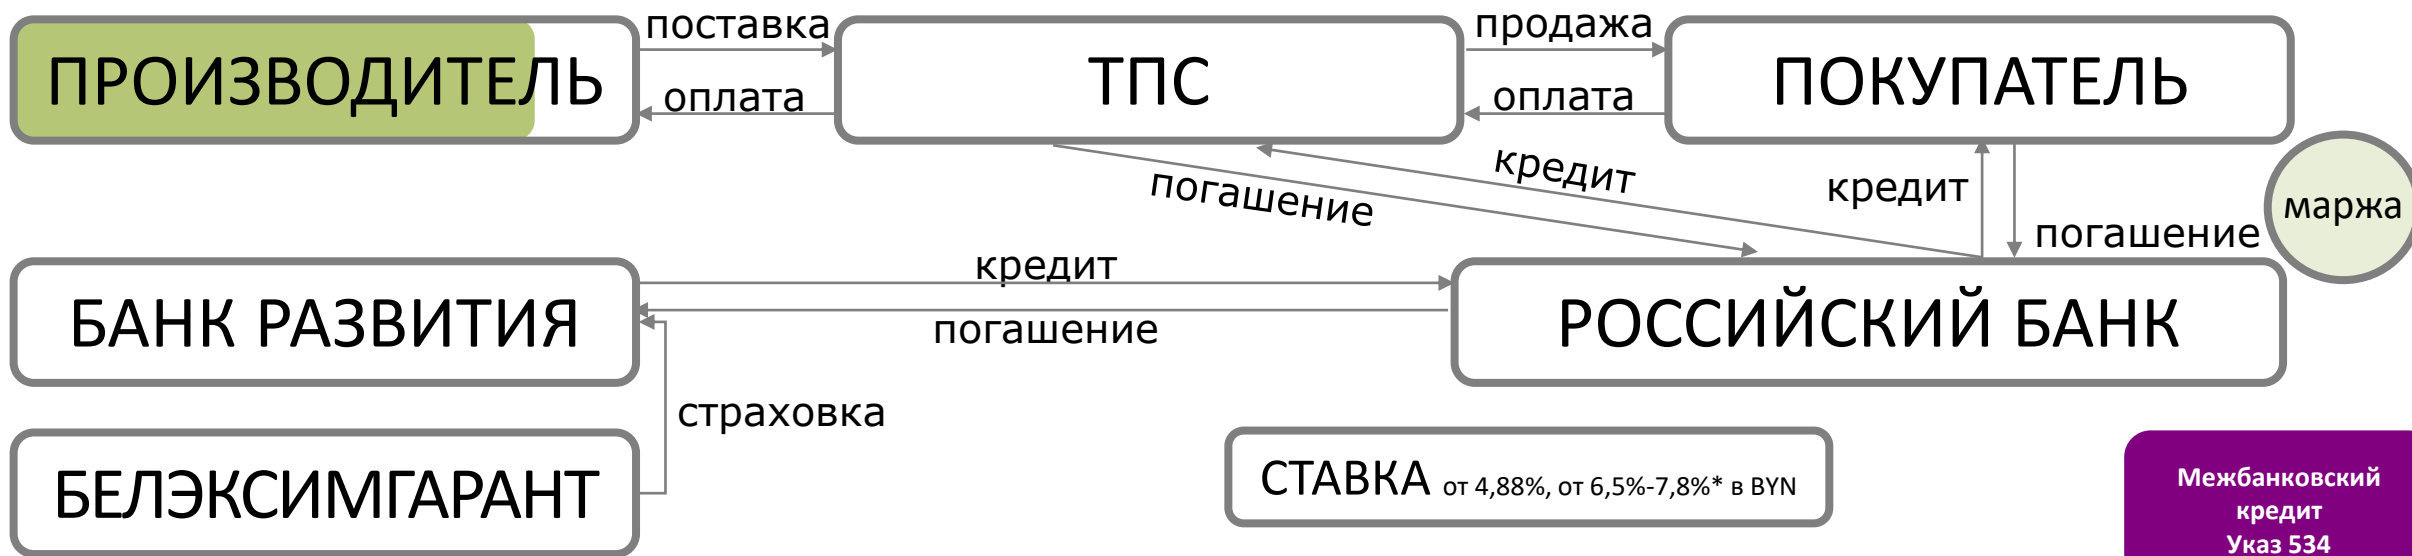 поставка
продажа
ПРОИЗВОДИТЕЛЬ
ТПС
ПОКУПАТЕЛЬ
оплата
оплата
кредит
погашение
кредит
маржа
погашение
кредит
БАНК РАЗВИТИЯ
РОССИЙСКИЙ БАНК
погашение
страховка
БЕЛЭКСИМГАРАНТ
СТАВКА от 4,88%, от 6,5%-7,8%* в BYN
Межбанковский
кредит
Указ 534